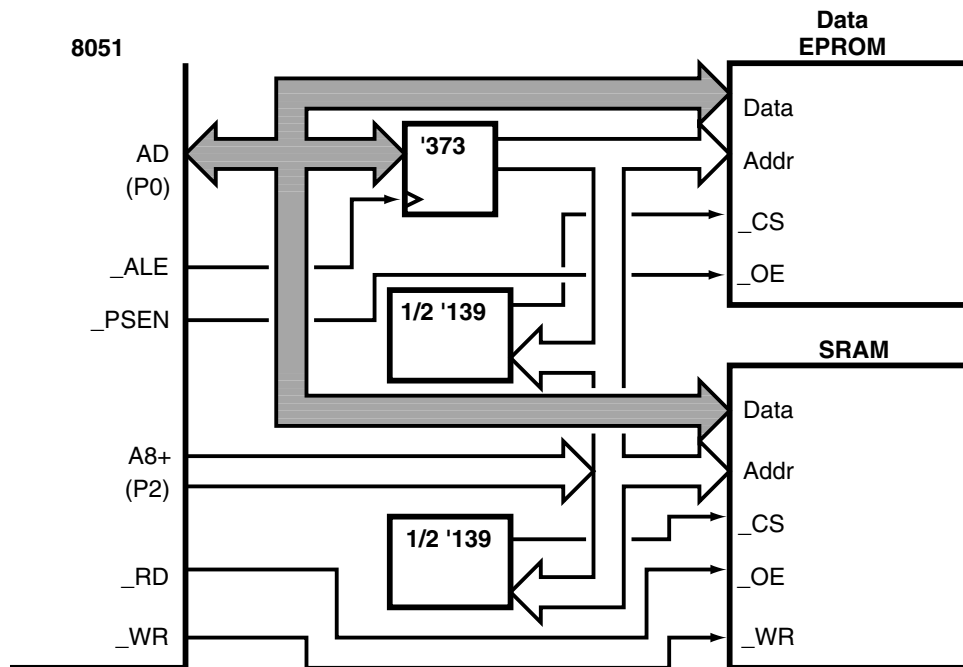 8051
Data
EPROM
Data
'373
AD
Addr
(P0)
_CS
_ALE
_OE
1/2 '139
_PSEN
SRAM
Data
A8+
Addr
(P2)
_CS
1/2 '139
_RD
_OE
_WR
_WR